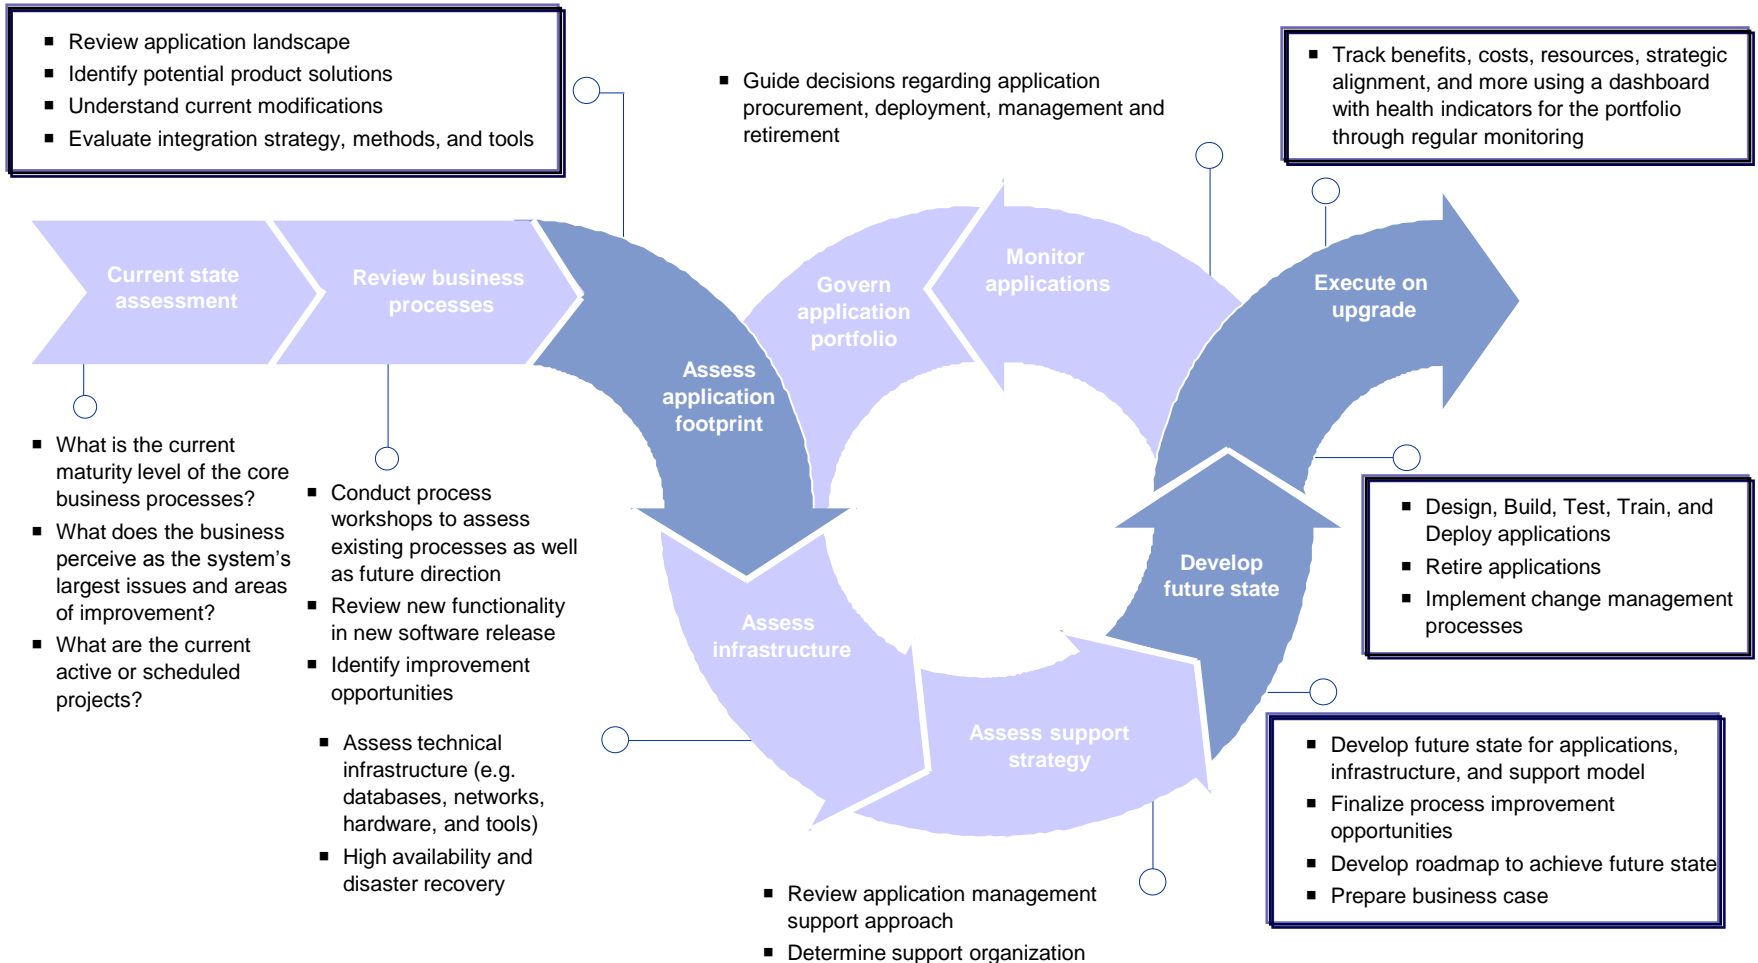 ■ Review application landscape
■ Identify potential product solutions
■ Understand current modifications
■ Evaluate integration strategy, methods, and tools
■ Guide decisions regarding application
procurement, deployment, management and
retirement
■ Track benefits, costs, resources, strategic
alignment, and more using a dashboard
with health indicators for the portfolio
through regular monitoring
Current state
assessment
Review business
processes
Assess
application
footprint
Govern
application
portfolio
Monitor
applications
Execute on
upgrade
■ What is the current
maturity level of the core
business processes?
■ What does the business
perceive as the system’s
largest issues and areas
of improvement?
■ What are the current
active or scheduled
projects?
■ Conduct process
workshops to assess
existing processes as well
as future direction
■ Review new functionality
in new software release
■ Identify improvement
opportunities
Assess
infrastructure
Develop
future state
■ Design, Build, Test, Train, and
Deploy applications
■ Retire applications
■ Implement change management
processes
■ Assess technical
infrastructure (e.g.
databases, networks,
hardware, and tools)
■ High availability and
disaster recovery
Assess support
strategy
■ Develop future state for applications,
infrastructure, and support model
■ Finalize process improvement
opportunities
■ Develop roadmap to achieve future state
■ Prepare business case
■ Review application management
support approach
■ Determine support organization